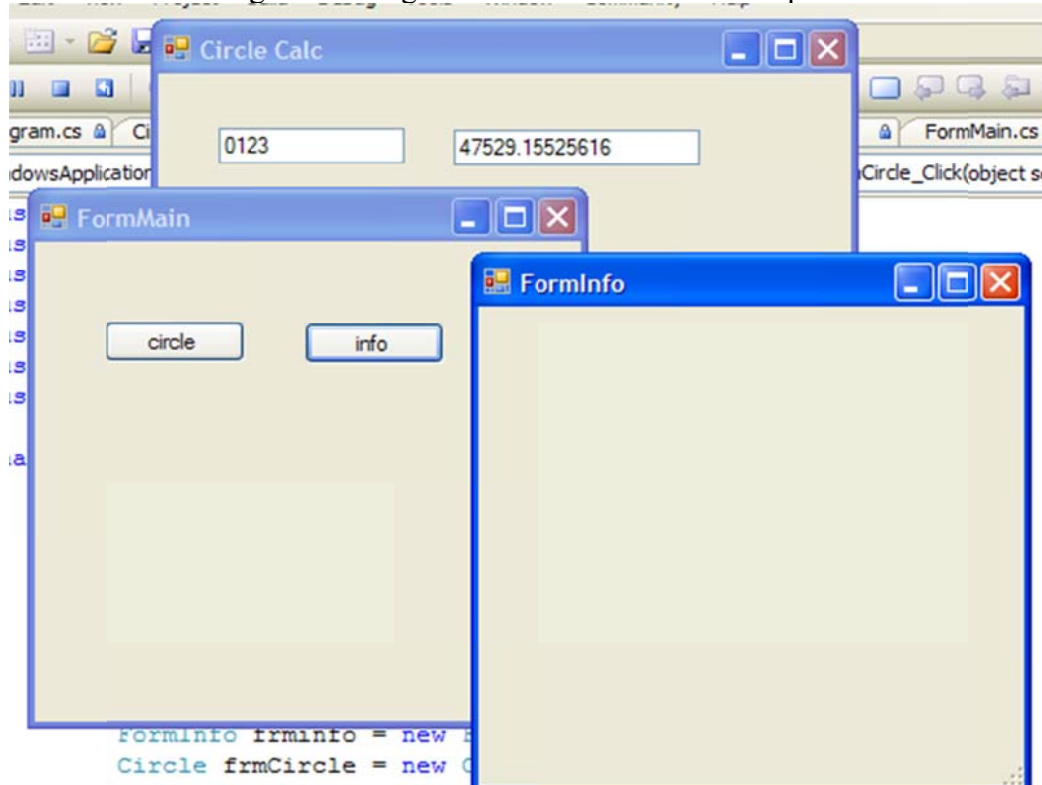 Circle Calc
gram.cs
FormMain.cs
0123
47529.15525616
Circle_Click(object
FormMain
FormInfo
circle
info
FormInfo frminfo = new
Circle frmCircle = new